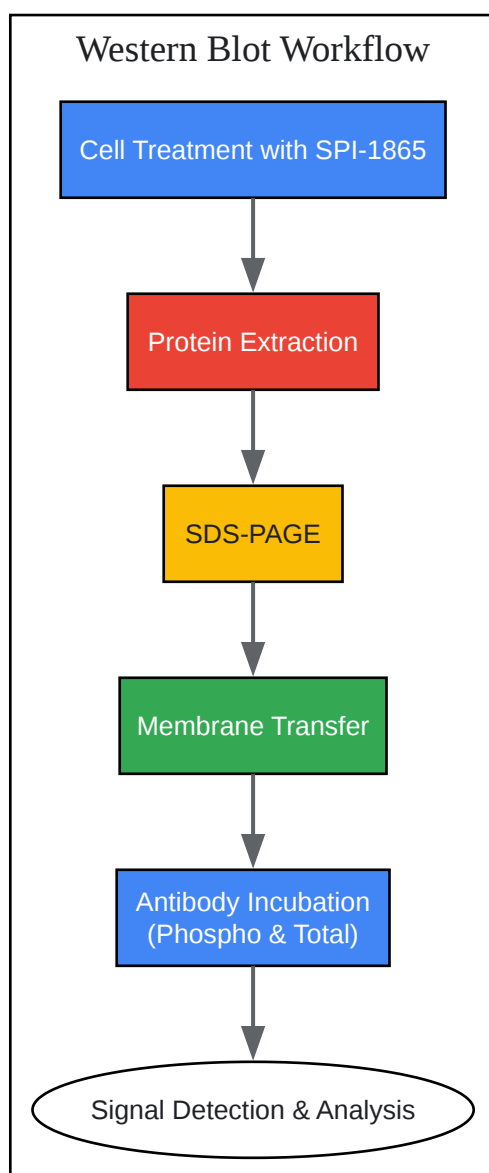 Western Blot Workflow
Cell Treatment with SPI-1865
Protein Extraction
SDS-PAGE
Membrane Transfer
Antibody Incubation
(Phospho & Total)
Signal Detection & Analysis